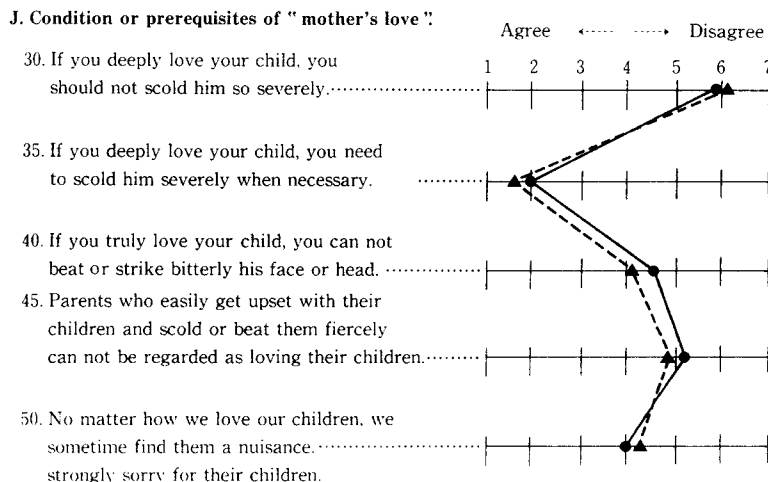 J. Condition or prerequisites of "mother's love".
Agree ←---- ----→ Disagree
1 2 3 4 5 6 7
30. If you deeply love your child, you
should not scold him so severely.
35. If you deeply love your child, you need
to scold him severely when necessary.
40. If you truly love your child, you can not
beat or strike bitterly his face or head.
45. Parents who easily get upset with their
children and scold or beat them fiercely
can not be regarded as loving their children.
50. No matter how we love our children, we
sometime find them a nuisance.
strongly sorry for their children.